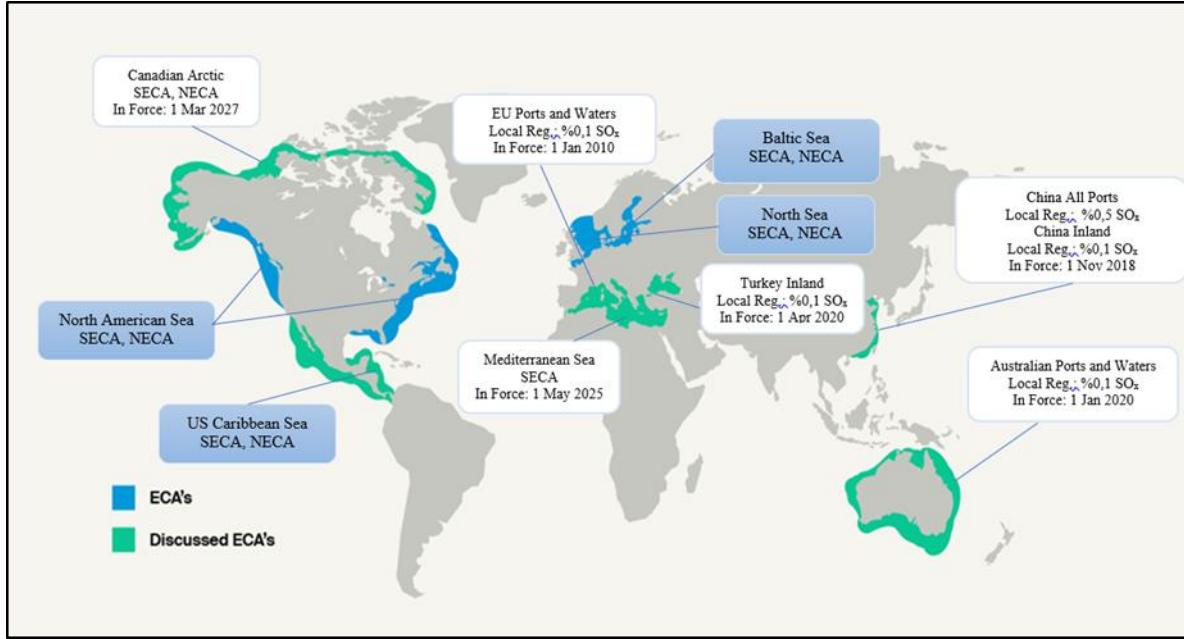 Canadian Arctic
SECA, NECA
In Force: 1 Mar 2027
EU Ports and Waters
Local Reg.: %0,1 SOx
In Force: 1 Jan 2010
Baltic Sea
SECA, NECA
North Sea
SECA, NECA
China All Ports
Local Reg.: %0,5 SOx
China Inland
Local Reg.: %0,1 SOx
In Force: 1 Nov 2018
Turkey Inland
Local Reg.: %0,1 SOx
In Force: 1 Apr 2020
North American Sea
SECA, NECA
Mediterranean Sea
SECA
In Force: 1 May 2025
Australian Ports and Waters
Local Reg.: %0,1 SOx
In Force: 1 Jan 2020
US Caribbean Sea
SECA, NECA
ECA's
Discussed ECA's